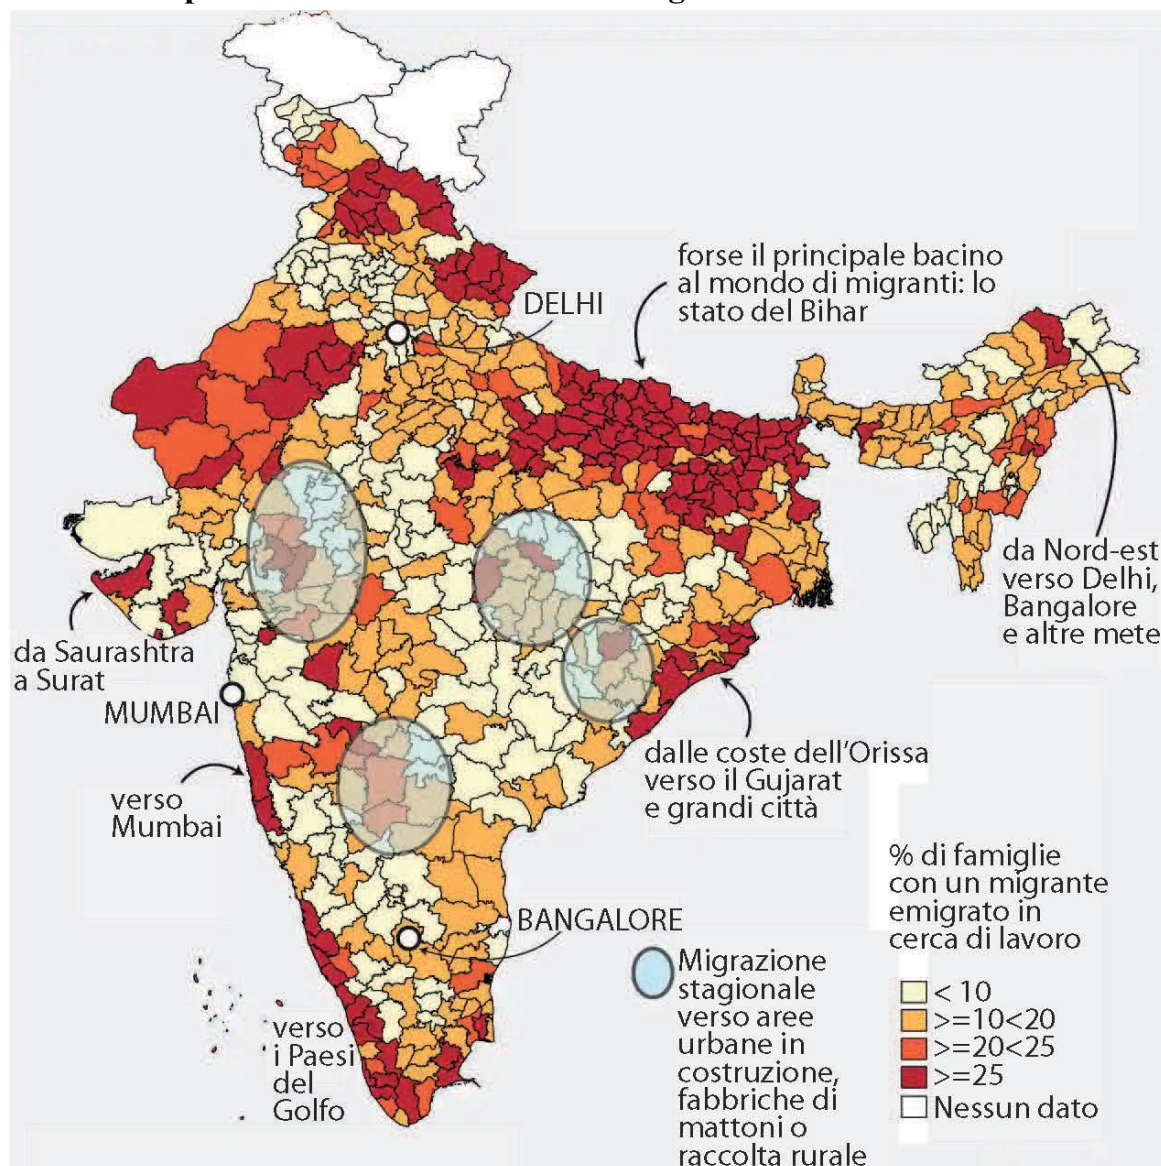 forse il principale bacino
al mondo di migranti: lo
stato del Bihar
DELHI
da Nord-est
verso Delhi,
Bangalore
e altre mete
da Saurashtra
a Surat
MUMBAI
verso
Mumbai
dalle coste dell'Orissa
verso il Gujarat
e grandi città
BANGALORE
verso
i Paesi
del
Golfo
Migrazione
stagionale
verso aree
urbane in
costruzione,
fabbriche di
mattoni o
raccolta rurale
% di famiglie
con un migrante
emigrato in
cerca di lavoro
< 10
>=10<20
>=20<25
>=25
Nessun dato